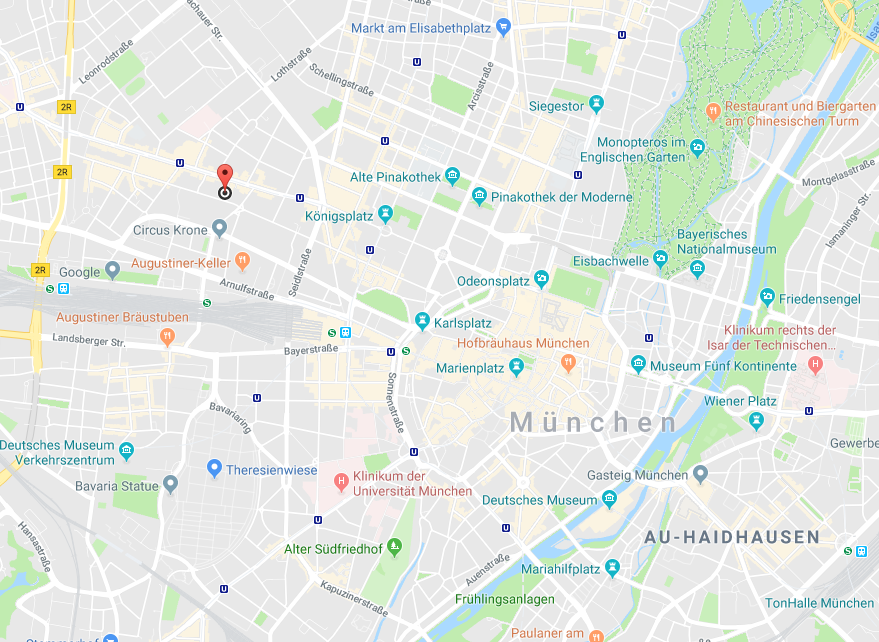 Markt am Elisabethplatz
Leonrodstraße
Lothstraße
Schellingstraße
Arcisstraße
Siegestor
Restaurant und Biergarten
am Chinesischen Turm
2R
Monopteros im
Englischen Garten
2R
Alte Pinakothek
Pinakothek der Moderne
Montgelasstraße
Ismaninger Str.
Königsplatz
Circus Krone
Bayerisches
Nationalmuseum
Augustiner-Keller
Eisbachwelle
2R
Google
Odeonsplatz
Seidlstraße
Arnulfstraße
Friedensengel
Augustiner Bräustuben
Karlsplatz
Klinikum rechts der
Isar der Technischen...
Landsberger Str.
Hofbräuhaus München
Bayerstraße
Marienplatz
Museum Fünf Kontinente
Sonnenstraße
Wiener Platz
Bavariaring
München
Deutsches Museum
Verkehrszentrum
Gewerbe
Theresienwiese
Klinikum der
Universität München
Gasteig München
Bavaria Statue
Deutsches Museum
Hansastraße
AU-HAIDHAUSEN
Alter Südfriedhof
Auenstraße
Mariahilfplatz
Kapuzinerstraße
Frühlingsanlagen
TonHalle München
Paulaner am